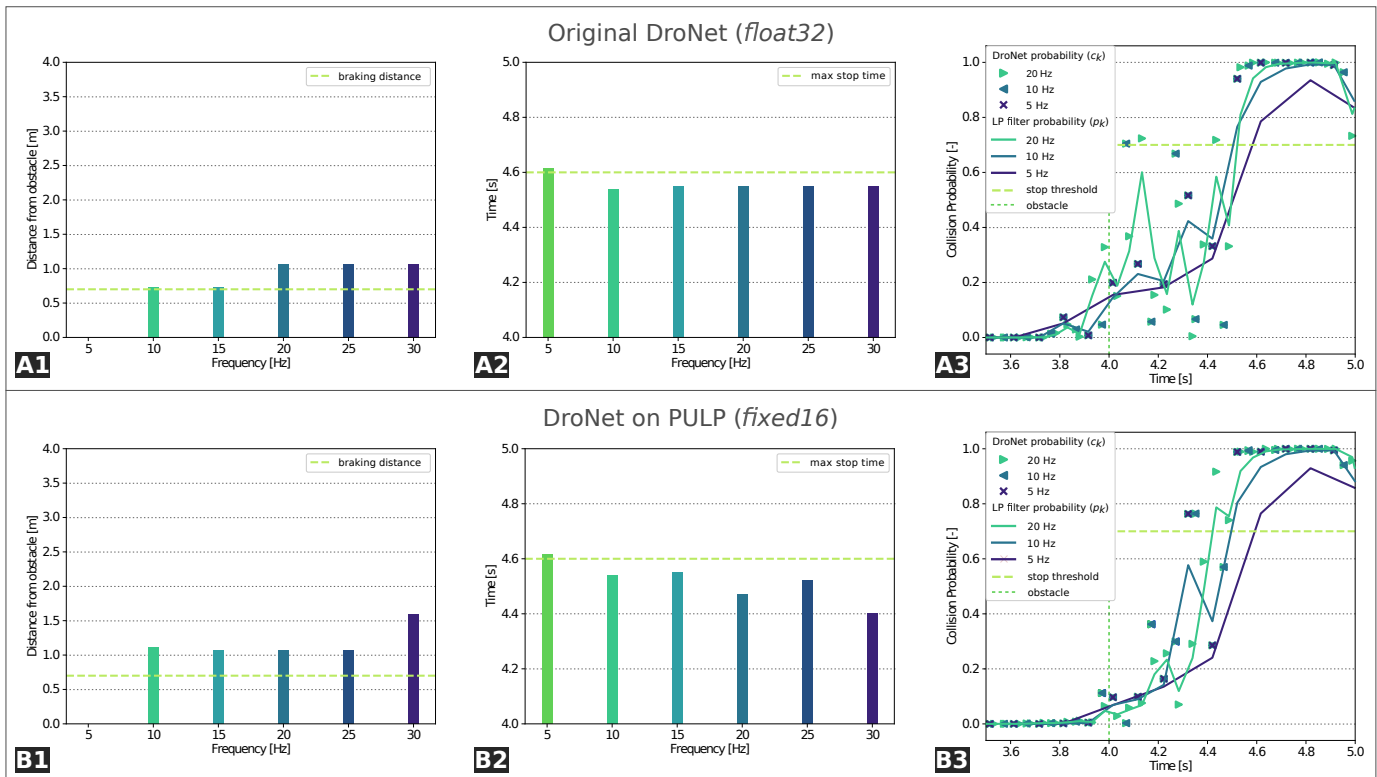 Original DroNet (float32)
Distance from obstacle [m]
4.0
3.5
3.0
2.5
2.0
1.5
1.0
0.5
0.0
braking distance
5 10 15 20 25 30
Frequency [Hz]
A1
Time [s]
5.0
4.8
4.6
4.4
4.2
4.0
max stop time
5 10 15 20 25 30
Frequency [Hz]
A2
Collision Probability [-]
1.0
0.8
0.6
0.4
0.2
0.0
DroNet probability (ck)
20 Hz
10 Hz
5 Hz
LP filter probability (pk)
20 Hz
10 Hz
5 Hz
stop threshold
obstacle
3.6 3.8 4.0 4.2 4.4 4.6 4.8 5.0
Time [s]
A3
DroNet on PULP (fixed16)
Distance from obstacle [m]
4.0
3.5
3.0
2.5
2.0
1.5
1.0
0.5
0.0
braking distance
5 10 15 20 25 30
Frequency [Hz]
B1
Time [s]
5.0
4.8
4.6
4.4
4.2
4.0
max stop time
5 10 15 20 25 30
Frequency [Hz]
B2
Collision Probability [-]
1.0
0.8
0.6
0.4
0.2
0.0
DroNet probability (ck)
20 Hz
10 Hz
5 Hz
LP filter probability (pk)
20 Hz
10 Hz
5 Hz
stop threshold
obstacle
3.6 3.8 4.0 4.2 4.4 4.6 4.8 5.0
Time [s]
B3